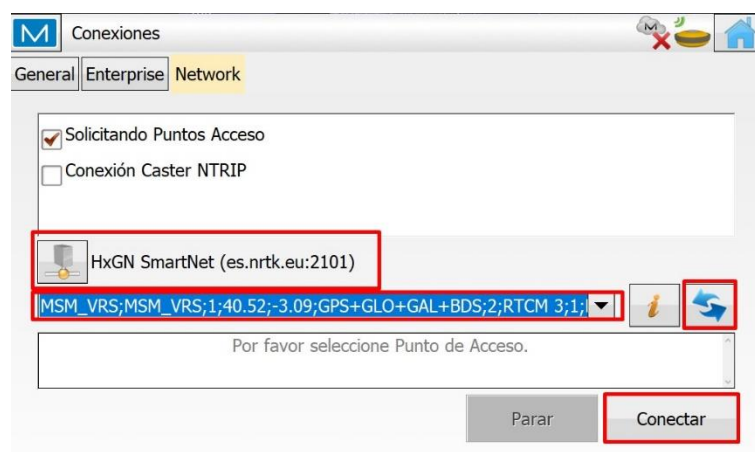 Conexiones
General Enterprise Network
Solicitando Puntos Acceso
Conexión Caster NTRIP
HxGN SmartNet (es.nrtk.eu:2101)
MSM_VRS;MSM_VRS;1;40.52;-3.09;GPS+GLO+GAL+BDS;2;RTCM 3;1;
Por favor seleccione Punto de Acceso.
Parar Conectar